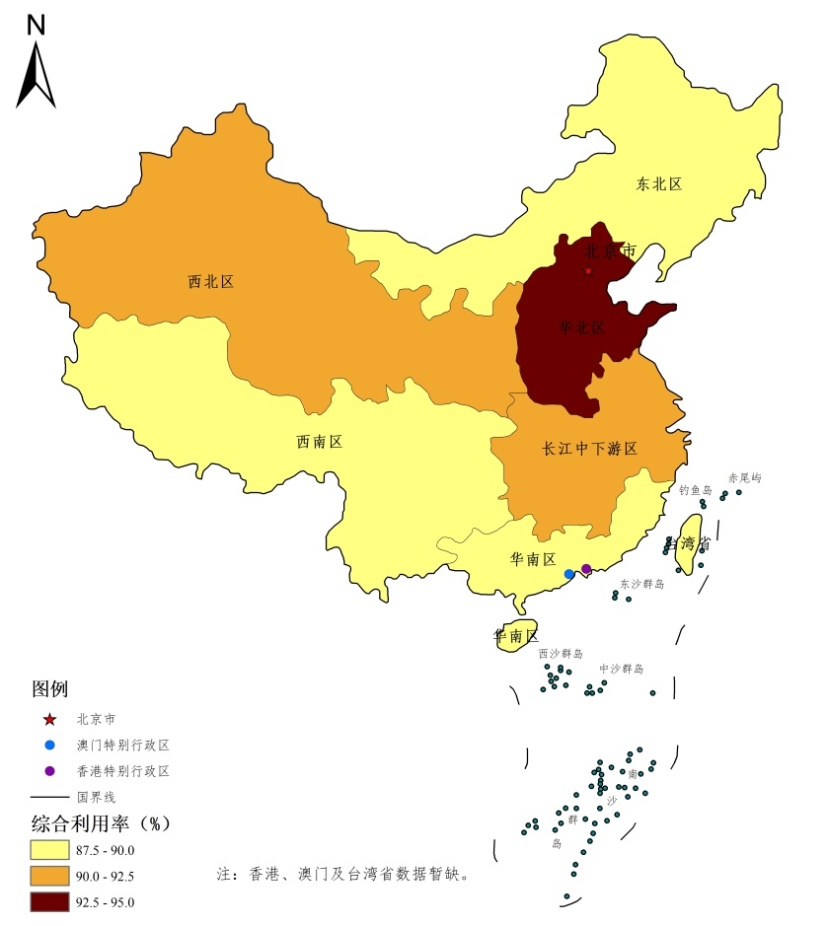 N
东北区
北京市
西北区
华北区
西南区
长江中下游区
赤尾屿
钓鱼岛
台湾省
华南区
东沙群岛
华南区
西沙群岛
中沙群岛
南
沙
群
岛
图例
北京市
澳门特别行政区
香港特别行政区
国界线
综合利用率（%）
87.5 - 90.0
90.0 - 92.5
92.5 - 95.0
注：香港、澳门及台湾省数据暂缺。